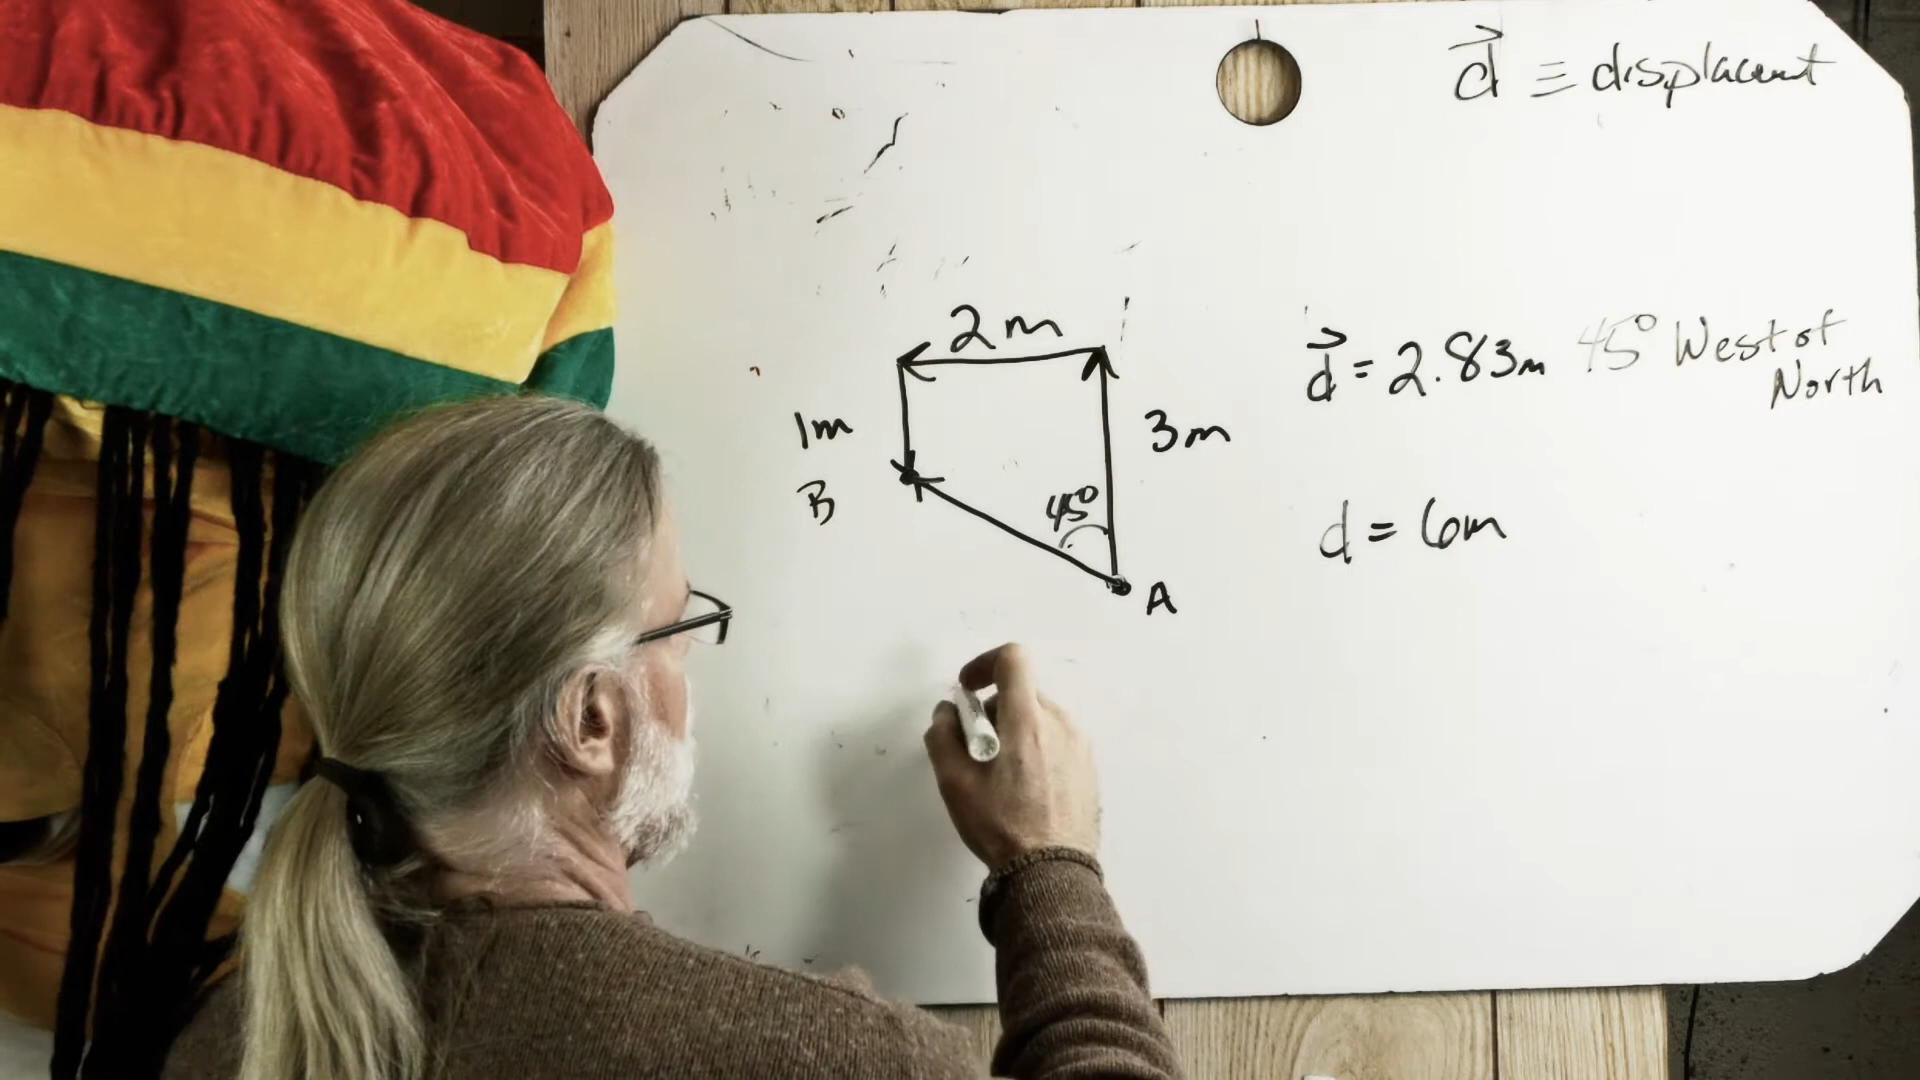 d⃗ ≡ displacent
2m
1m
3m
B
45°
A
d⃗ = 2.83m 45° West of
North
d = 6m